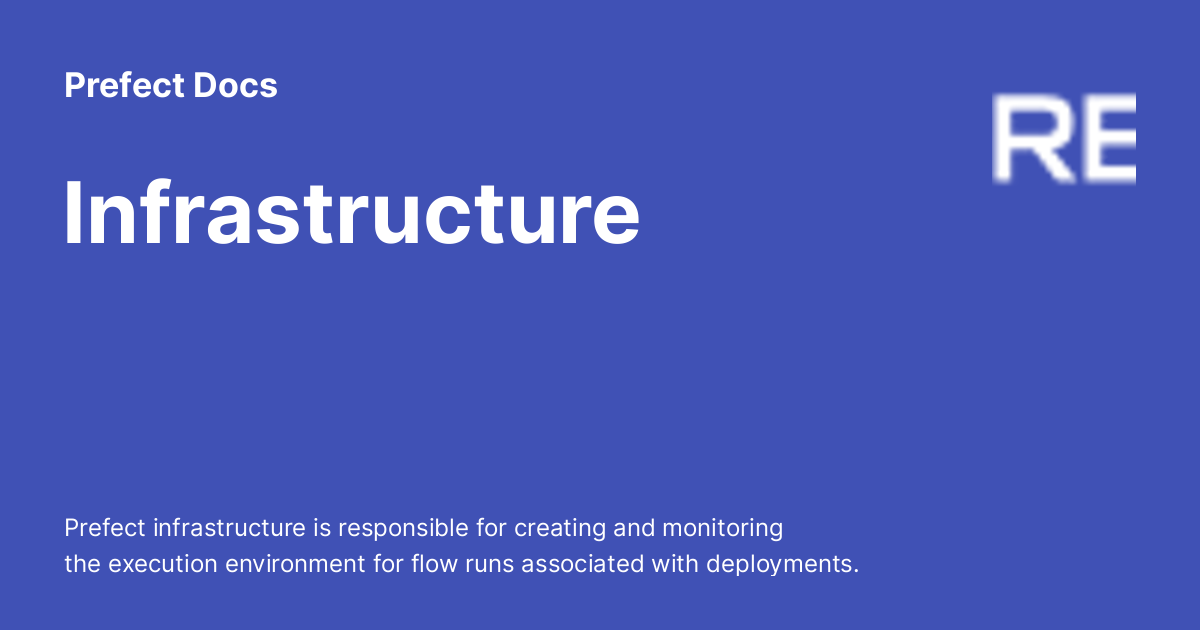 Prefect Docs
RE
Infrastructure
Prefect infrastructure is responsible for creating and monitoring
the execution environment for flow runs associated with deployments.